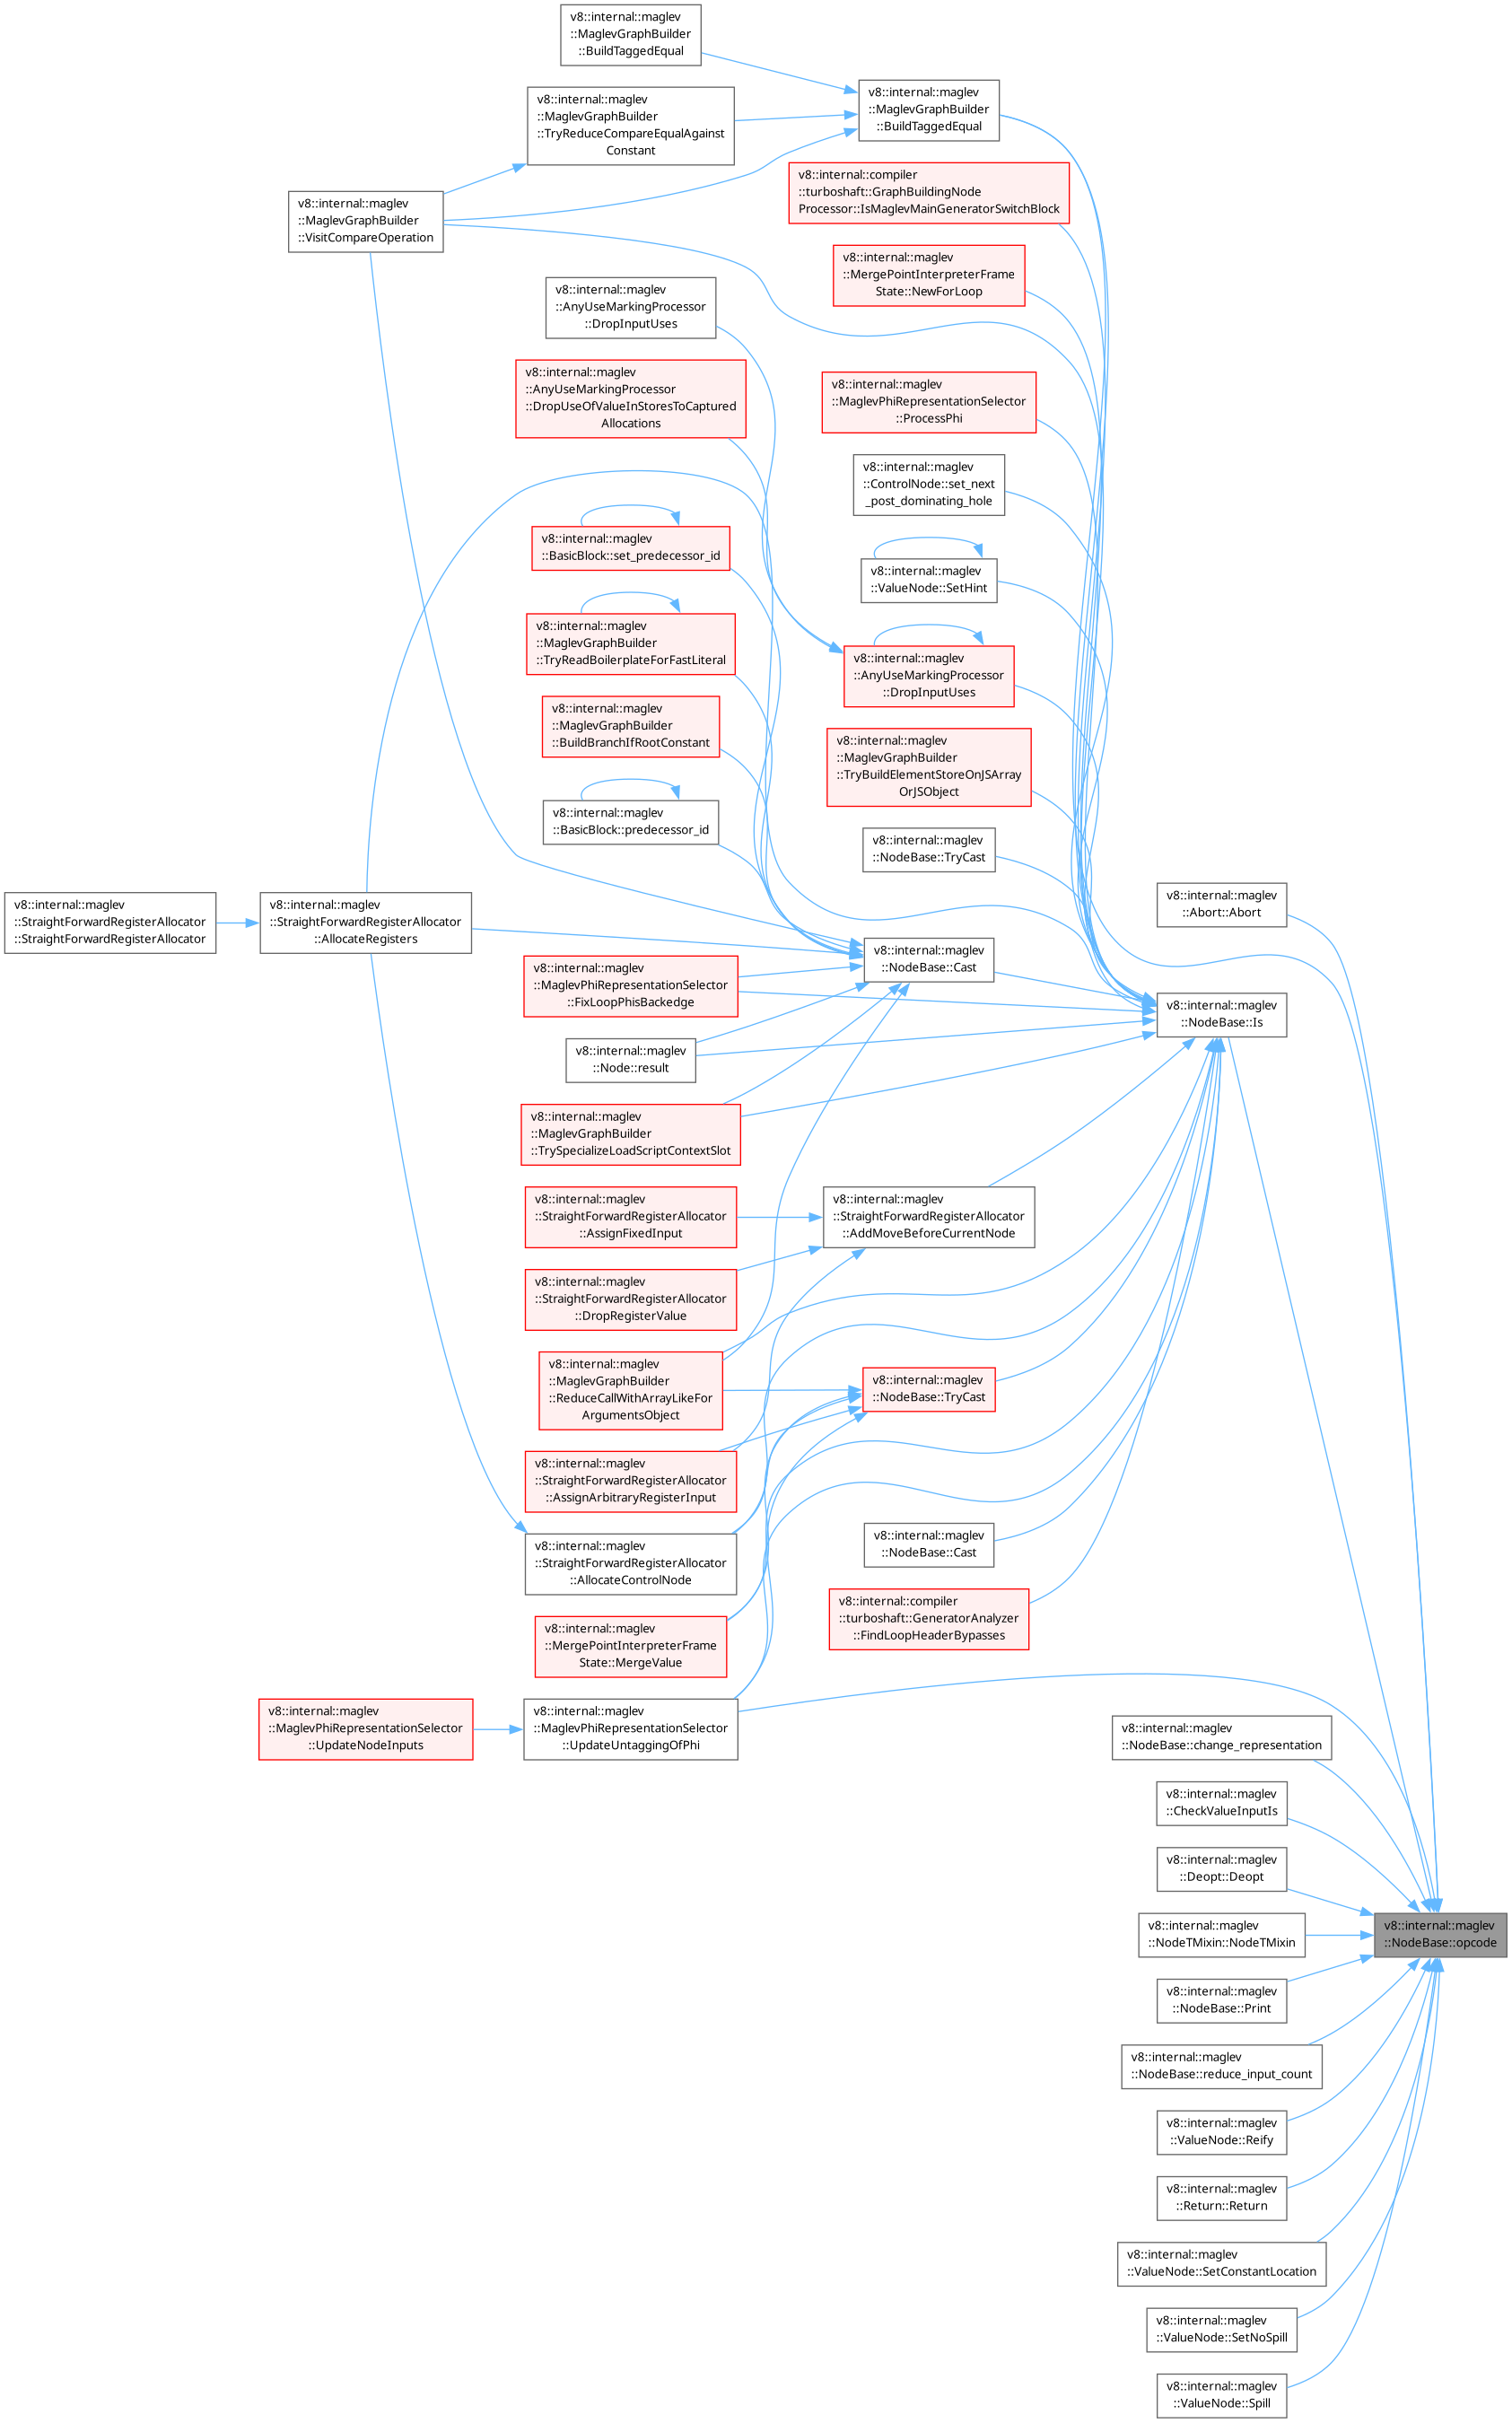 v8::internal::maglev
::MaglevGraphBuilder
::BuildTaggedEqual
v8::internal::maglev
::MaglevGraphBuilder
::BuildTaggedEqual
v8::internal::maglev
::MaglevGraphBuilder
::TryReduceCompareEqualAgainst
Constant
v8::internal::compiler
::turboshaft::GraphBuildingNode
Processor::IsMaglevMainGeneratorSwitchBlock
v8::internal::maglev
::MaglevGraphBuilder
::VisitCompareOperation
v8::internal::maglev
::MergePointInterpreterFrame
State::NewForLoop
v8::internal::maglev
::AnyUseMarkingProcessor
::DropInputUses
v8::internal::maglev
::AnyUseMarkingProcessor
::DropUseOfValueInStoresToCaptured
Allocations
v8::internal::maglev
::MaglevPhiRepresentationSelector
::ProcessPhi
v8::internal::maglev
::ControlNode::set_next
_post_dominating_hole
v8::internal::maglev
::BasicBlock::set_predecessor_id
v8::internal::maglev
::ValueNode::SetHint
v8::internal::maglev
::MaglevGraphBuilder
::TryReadBoilerplateForFastLiteral
v8::internal::maglev
::AnyUseMarkingProcessor
::DropInputUses
v8::internal::maglev
::MaglevGraphBuilder
::BuildBranchIfRootConstant
v8::internal::maglev
::MaglevGraphBuilder
::TryBuildElementStoreOnJSArray
OrJSObject
v8::internal::maglev
::BasicBlock::predecessor_id
v8::internal::maglev
::NodeBase::TryCast
v8::internal::maglev
::Abort::Abort
v8::internal::maglev
::StraightForwardRegisterAllocator
::StraightForwardRegisterAllocator
v8::internal::maglev
::StraightForwardRegisterAllocator
::AllocateRegisters
v8::internal::maglev
::NodeBase::Cast
v8::internal::maglev
::MaglevPhiRepresentationSelector
::FixLoopPhisBackedge
v8::internal::maglev
::NodeBase::Is
v8::internal::maglev
::Node::result
v8::internal::maglev
::MaglevGraphBuilder
::TrySpecializeLoadScriptContextSlot
v8::internal::maglev
::StraightForwardRegisterAllocator
::AssignFixedInput
v8::internal::maglev
::StraightForwardRegisterAllocator
::AddMoveBeforeCurrentNode
v8::internal::maglev
::StraightForwardRegisterAllocator
::DropRegisterValue
v8::internal::maglev
::MaglevGraphBuilder
::ReduceCallWithArrayLikeFor
ArgumentsObject
v8::internal::maglev
::NodeBase::TryCast
v8::internal::maglev
::StraightForwardRegisterAllocator
::AssignArbitraryRegisterInput
v8::internal::maglev
::StraightForwardRegisterAllocator
::AllocateControlNode
v8::internal::maglev
::NodeBase::Cast
v8::internal::maglev
::MergePointInterpreterFrame
State::MergeValue
v8::internal::compiler
::turboshaft::GeneratorAnalyzer
::FindLoopHeaderBypasses
v8::internal::maglev
::MaglevPhiRepresentationSelector
::UpdateNodeInputs
v8::internal::maglev
::MaglevPhiRepresentationSelector
::UpdateUntaggingOfPhi
v8::internal::maglev
::NodeBase::change_representation
v8::internal::maglev
::CheckValueInputIs
v8::internal::maglev
::Deopt::Deopt
v8::internal::maglev
::NodeBase::opcode
v8::internal::maglev
::NodeTMixin::NodeTMixin
v8::internal::maglev
::NodeBase::Print
v8::internal::maglev
::NodeBase::reduce_input_count
v8::internal::maglev
::ValueNode::Reify
v8::internal::maglev
::Return::Return
v8::internal::maglev
::ValueNode::SetConstantLocation
v8::internal::maglev
::ValueNode::SetNoSpill
v8::internal::maglev
::ValueNode::Spill